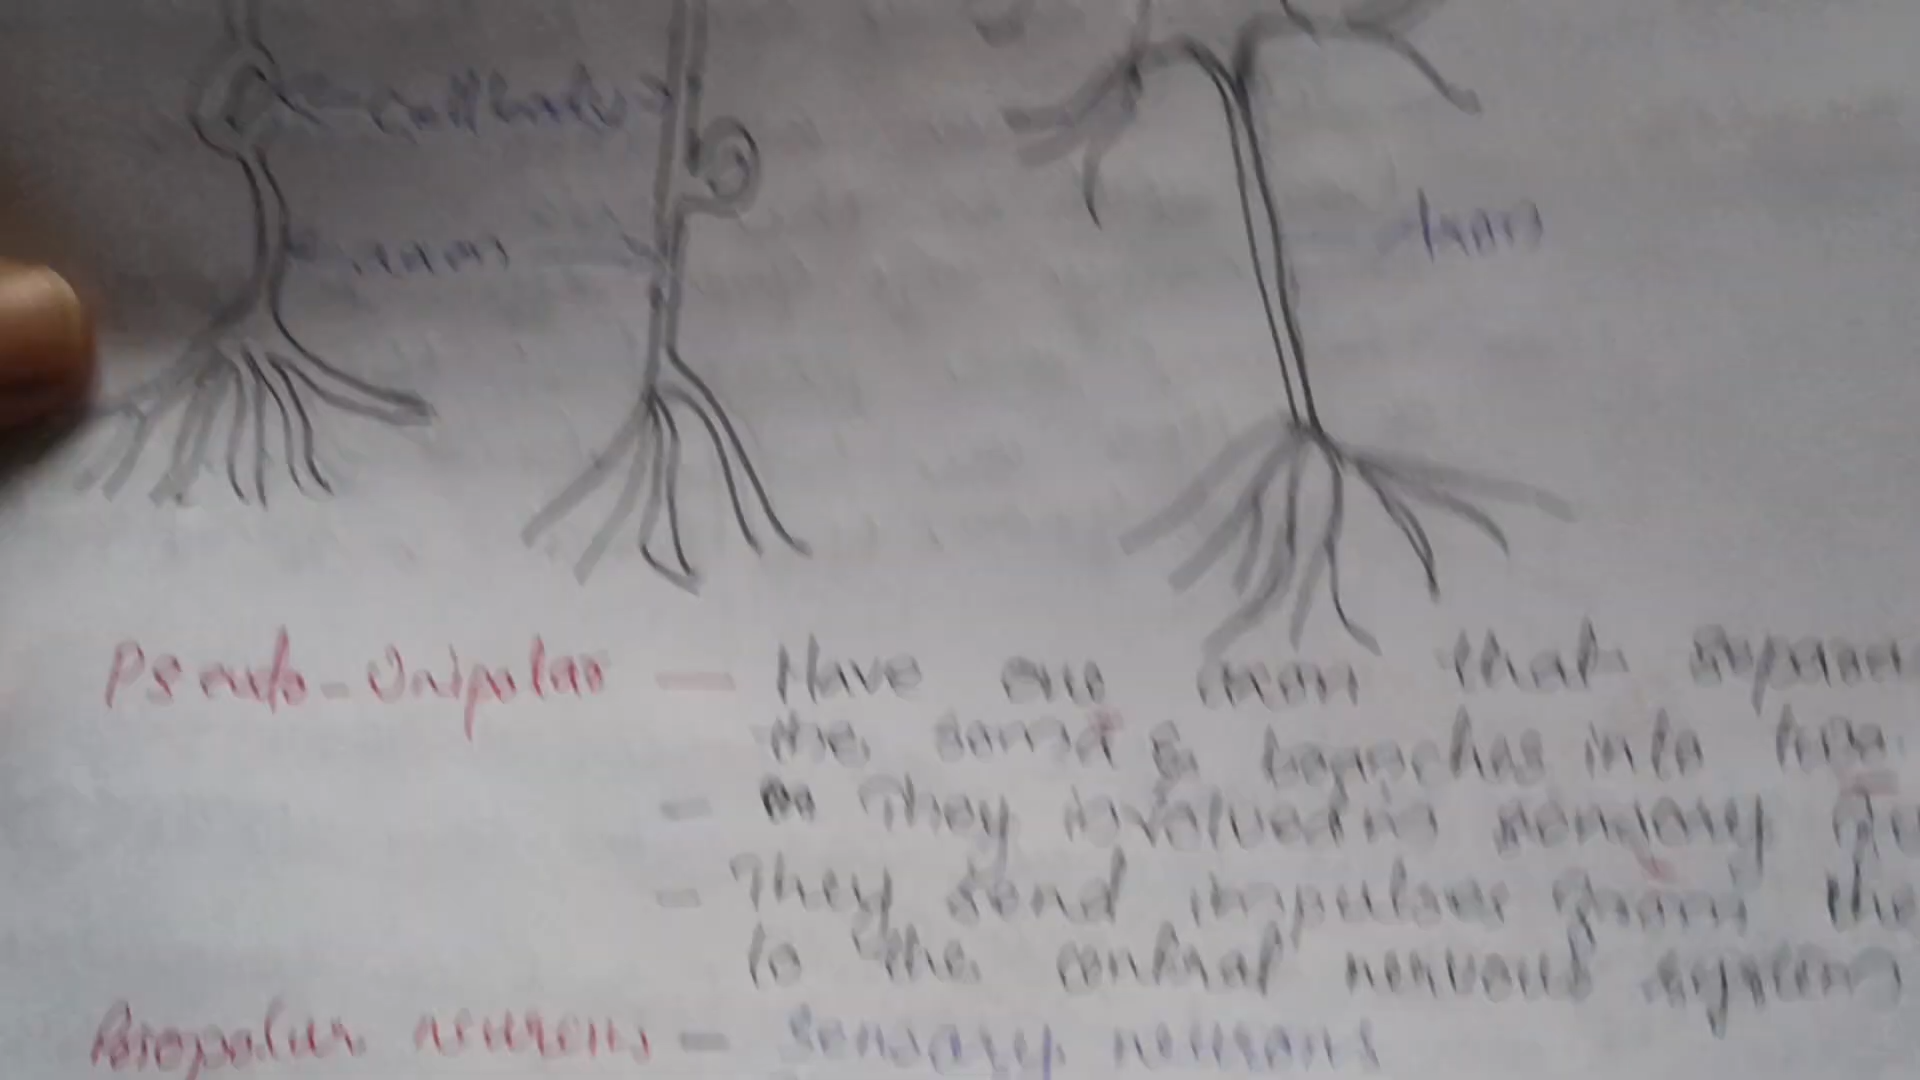 cell body
axon
Axon
Pseudo-Unipolar — Have one axon that
the soma & branches into two
- They involved in sensory
- They send impulses from the
to the central nervous system
Biopolar neurons - Sensory neurons